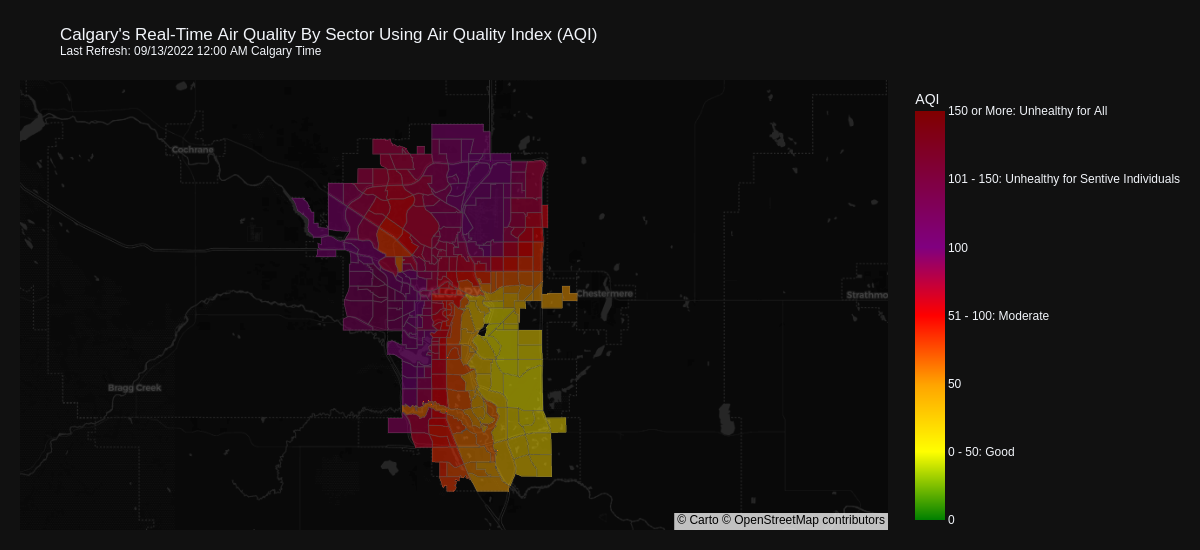 Calgary's Real-Time Air Quality By Sector Using Air Quality Index (AQI)
Last Refresh: 09/13/2022 12:00 AM Calgary Time
AQI
150 or More: Unhealthy for All
Cochrane
101 - 150: Unhealthy for Sentive Individuals
100
CALGARY
Chestermere
Strathmo
51 - 100: Moderate
Bragg Creek
50
0 - 50: Good
© Carto © OpenStreetMap contributors
0